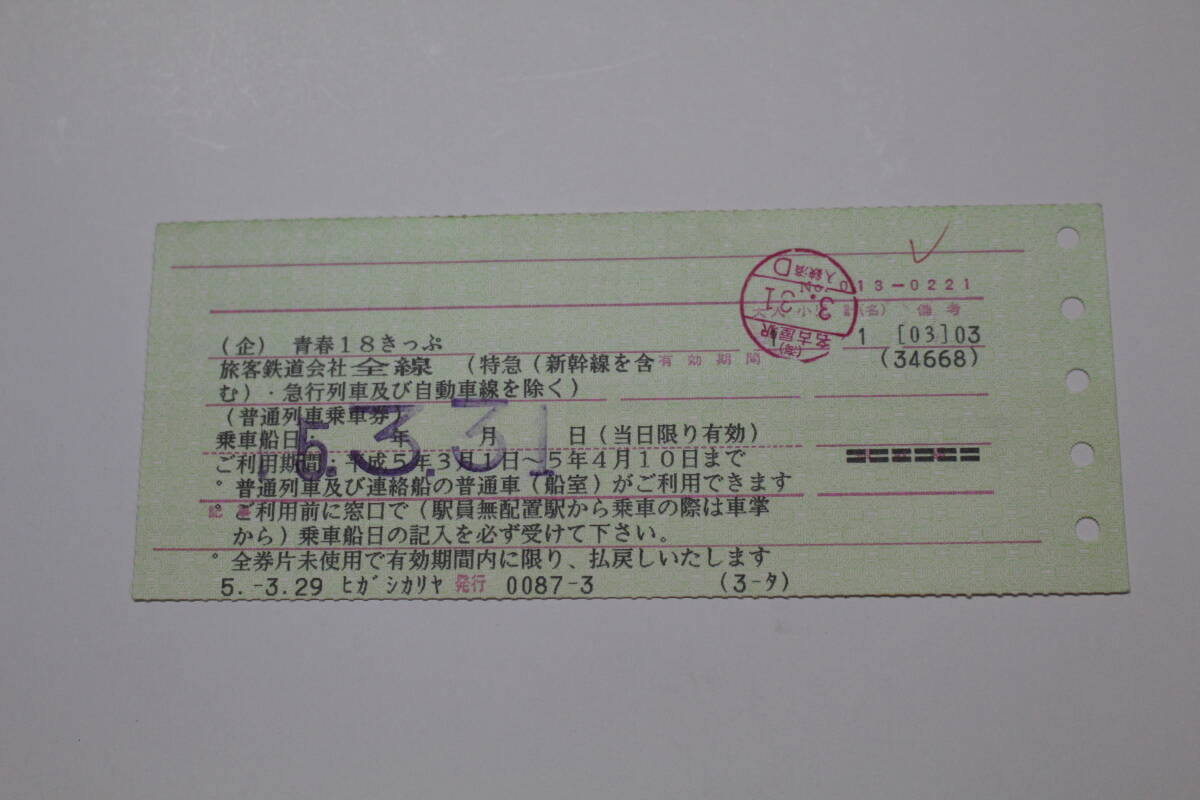 013-0221
備考
1 [03]03
(企) 青春18きっぷ
旅客鉄道会社全線 (特急(新幹線を含
有効期間
(34668)
む)・急行列車及び自動車線を除く)
(普通列車乗車券)
乗車船日: 年 月 日(当日限り有効)
5.3.31
ご利用期間:平成5年3月1日~5年4月10日まで
°普通列車及び連絡船の普通車(船室)がご利用できます
°ご利用前に窓口で(駅員無配置駅から乗車の際は車掌
から)乗車船日の記入を必ず受けて下さい。
°全券片未使用で有効期間内に限り、払戻しいたします
5.-3.29 ヒガシカリヤ 発行 0087-3 (3-タ)
名古屋駅
3.31
入鋏済
D